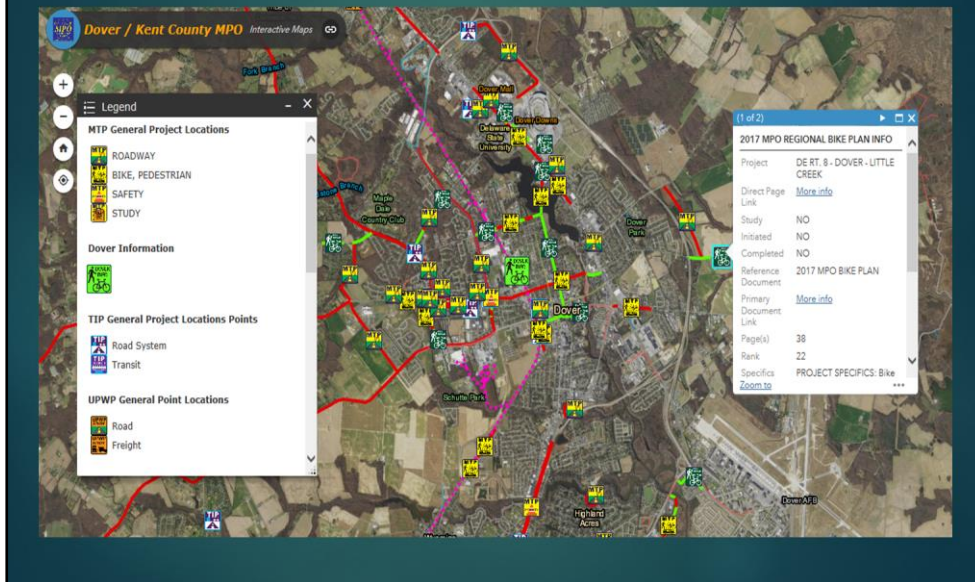 Dover / Kent County MPO Interactive Maps
Legend
MTP General Project Locations
ROADWAY
BIKE, PEDESTRIAN
SAFETY
STUDY
Dover Information
TIP General Project Locations Points
Road System
Transit
UPWP General Point Locations
Road
Freight
Fork Branch
Dover Mall
Dover Downs
Delaware
State
University
Maple
Dale
Country Club
Dover
Park
Dover
Schutte Park
Highland
Acres
Dover AFB
(1 of 2)
2017 MPO REGIONAL BIKE PLAN INFO
Project DE RT. 8 - DOVER - LITTLE
CREEK
Direct Page More info
Link
Study NO
Initiated NO
Completed NO
Reference 2017 MPO BIKE PLAN
Document
Primary More info
Document
Link
Page(s) 38
Rank 22
Specifics PROJECT SPECIFICS: Bike
Zoom to